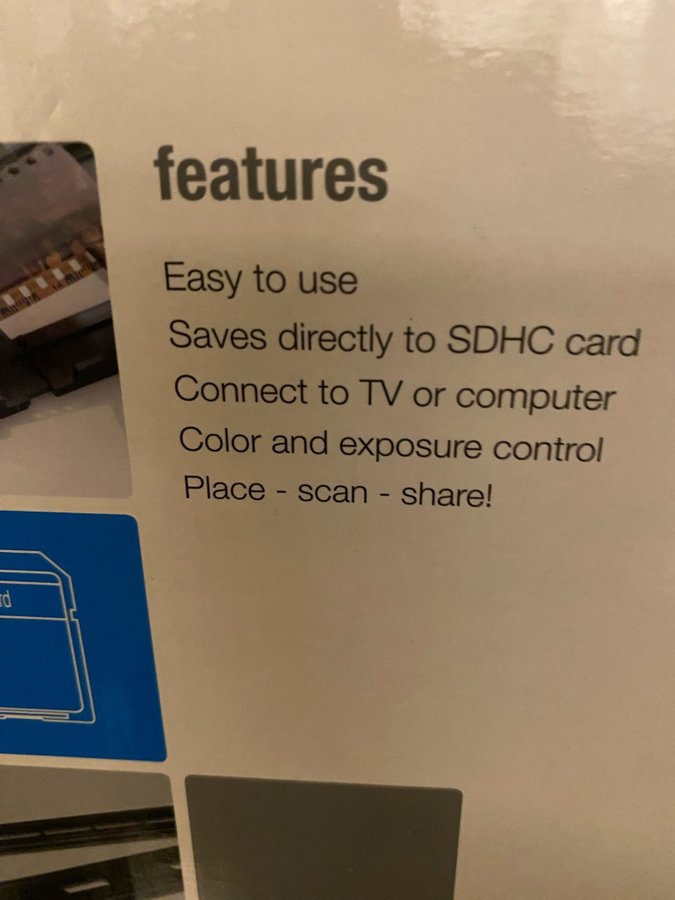 features
Easy to use
Saves directly to SDHC card
Connect to TV or computer
Color and exposure control
Place - scan - share!
rd